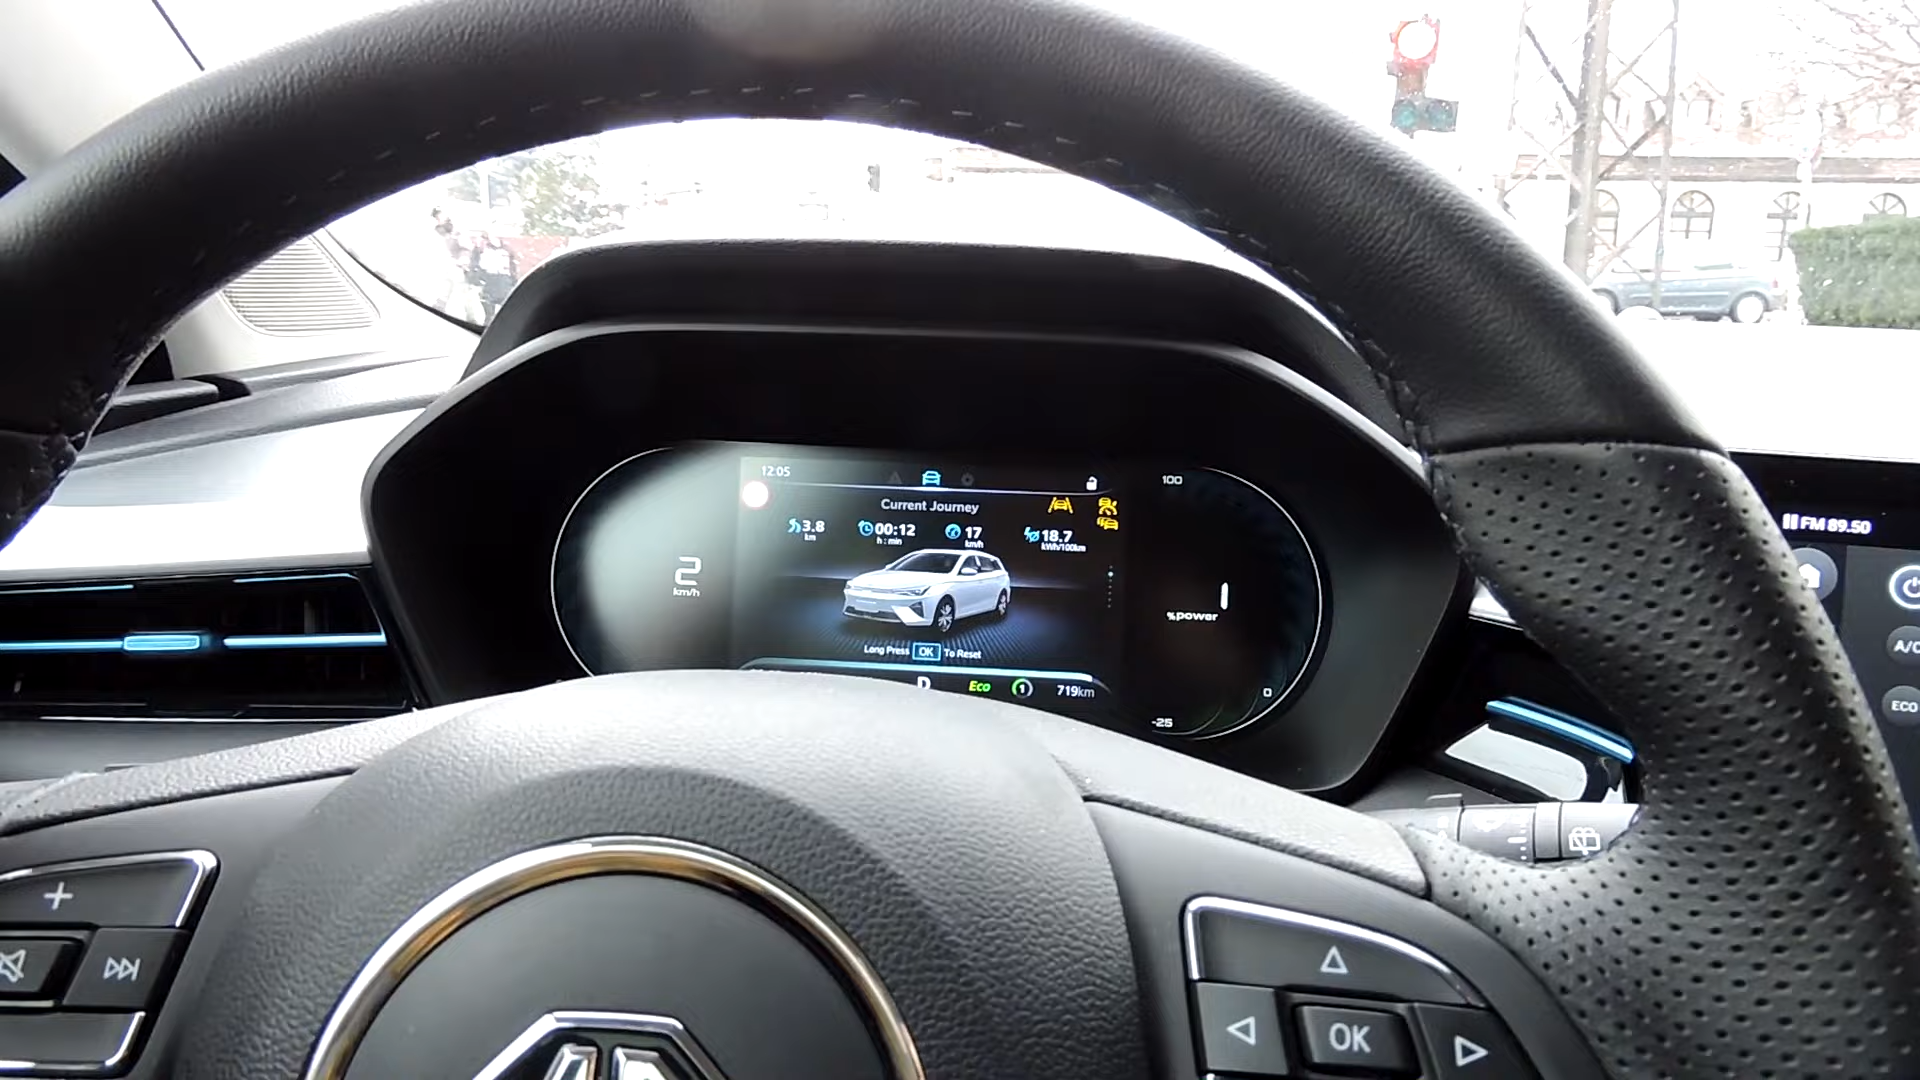 12:05
Current Journey
3.8 00:12 17 18.7
km h : min km/h kWh/100km
2
km/h
100
%power
Long Press OK To Reset
D Eco 1 719km
0
-25
FM 89.50
A/C
ECO
+
OK